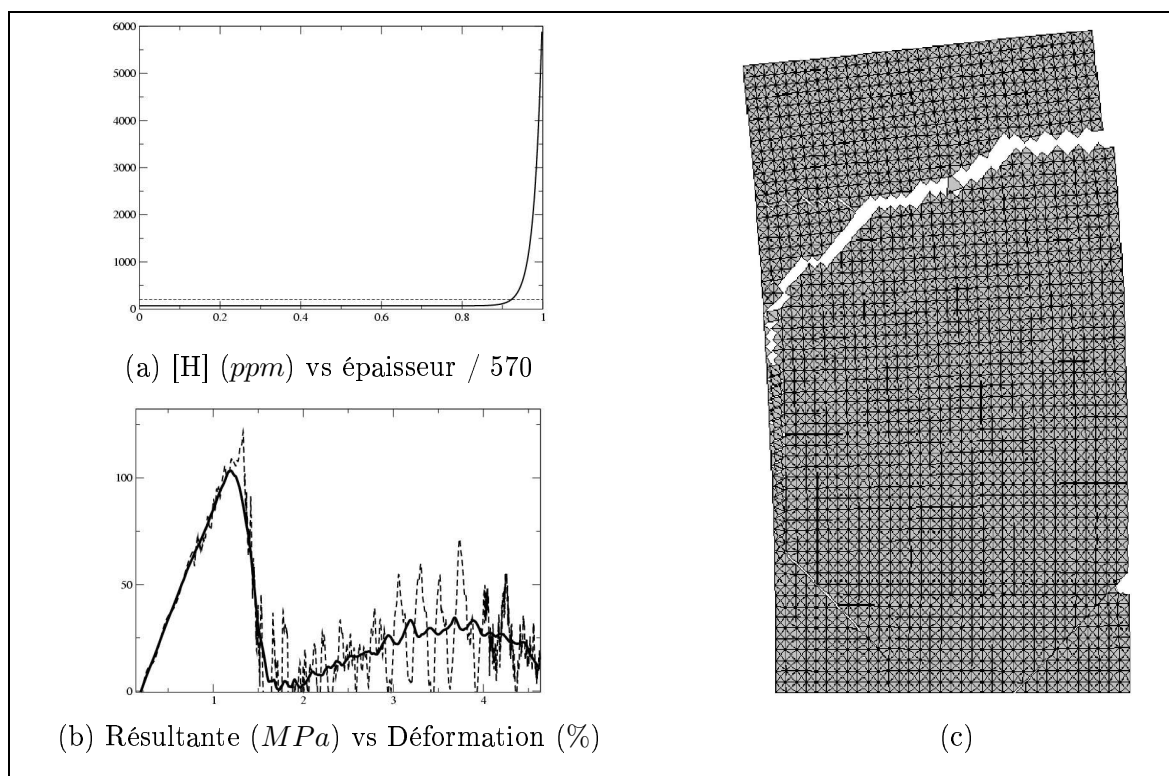 6000
5000
4000
3000
2000
1000
0
0 0.2 0.4 0.6 0.8 1
(a) [H] (ppm) vs épaisseur / 570
100
50
0
1 2 3 4
(b) Résultante (MPa) vs Déformation (%)
(c)